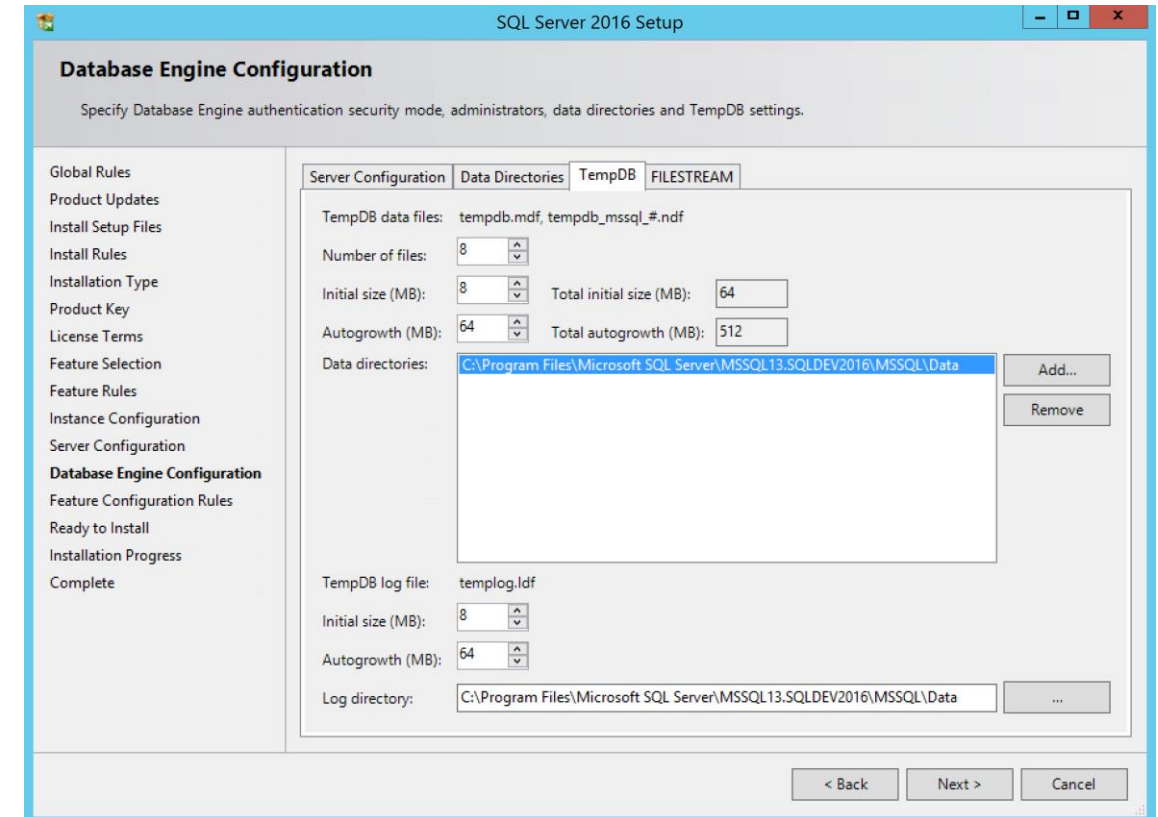 SQL Server 2016 Setup
Database Engine Configuration
Specify Database Engine authentication security mode, administrators, data directories and TempDB settings.
Global Rules
Product Updates
Install Setup Files
Install Rules
Installation Type
Product Key
License Terms
Feature Selection
Feature Rules
Instance Configuration
Server Configuration
Database Engine Configuration
Feature Configuration Rules
Ready to Install
Installation Progress
Complete
Server Configuration Data Directories TempDB FILESTREAM
TempDB data files: tempdb.mdf, tempdb_mssql_#.ndf
Number of files: 8
Initial size (MB): 8 Total initial size (MB): 64
Autogrowth (MB): 64 Total autogrowth (MB): 512
Data directories: C:\Program Files\Microsoft SQL Server\MSSQL13.SQLDEV2016\MSSQL\Data Add...
Remove
TempDB log file: templog.ldf
Initial size (MB): 8
Autogrowth (MB): 64
Log directory: C:\Program Files\Microsoft SQL Server\MSSQL13.SQLDEV2016\MSSQL\Data ...
< Back Next > Cancel